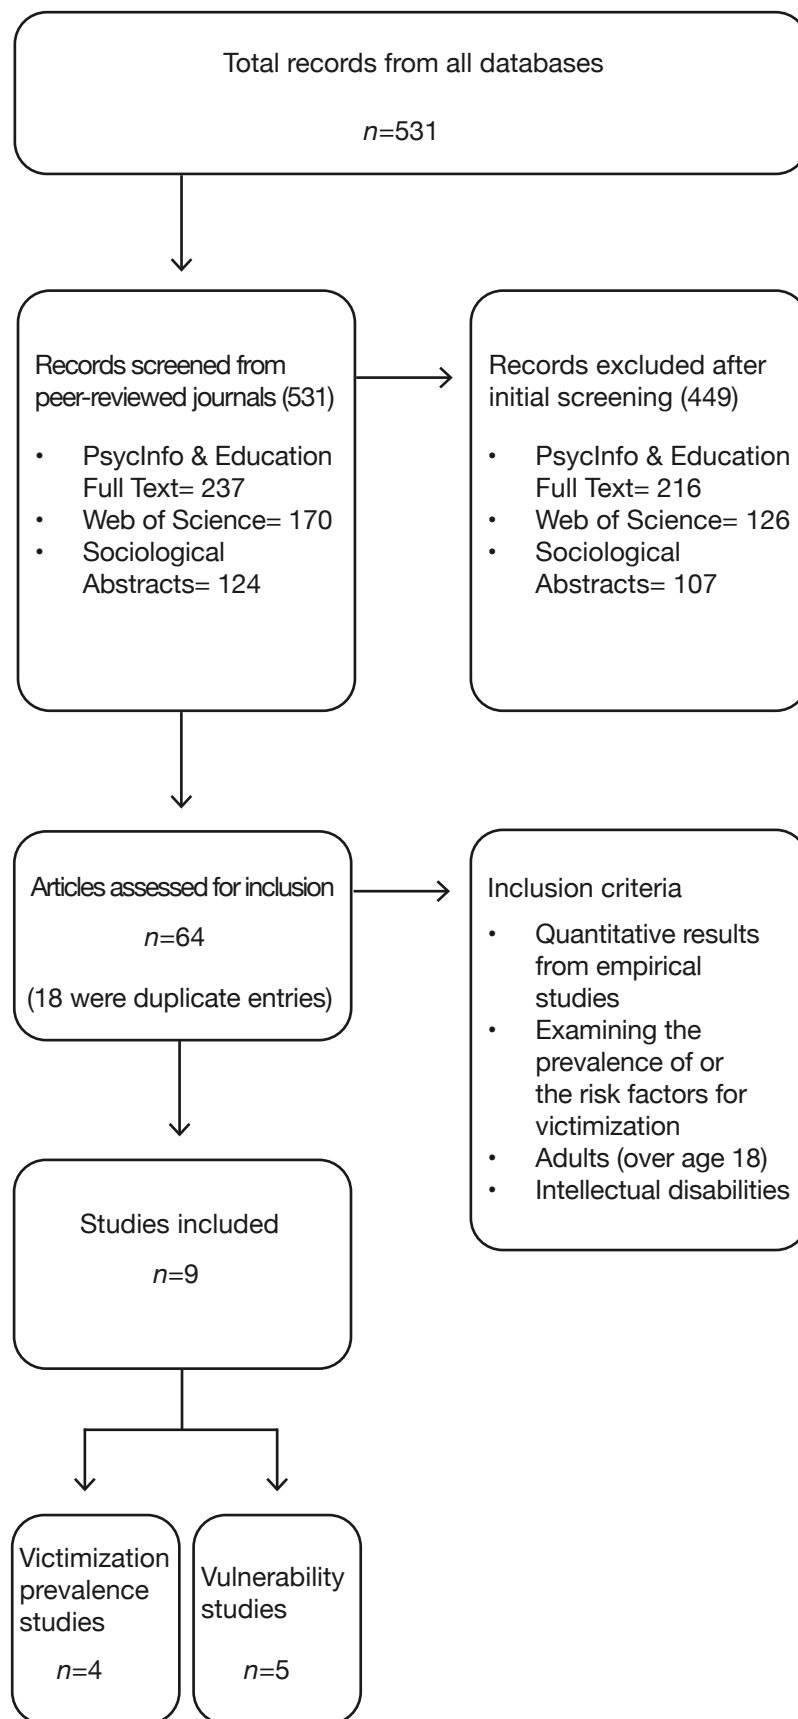 Total records from all databases
n=531
Records screened from
peer-reviewed journals (531)
• PsycInfo & Education
Full Text= 237
• Web of Science= 170
• Sociological
Abstracts= 124
Records excluded after
initial screening (449)
• PsycInfo & Education
Full Text= 216
• Web of Science= 126
• Sociological
Abstracts= 107
Articles assessed for inclusion
n=64
(18 were duplicate entries)
Inclusion criteria
• Quantitative results
from empirical
studies
• Examining the
prevalence of or
the risk factors for
victimization
• Adults (over age 18)
• Intellectual disabilities
Studies included
n=9
Victimization
prevalence
studies
n=4
Vulnerability
studies
n=5